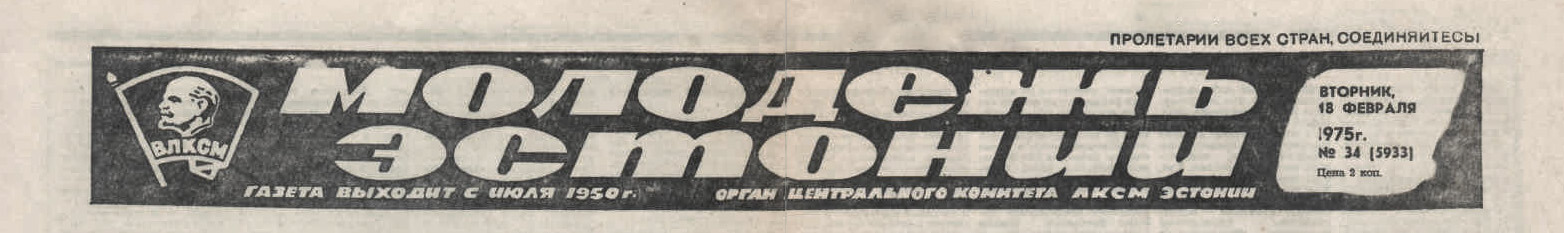 ПРОЛЕТАРИИ ВСЕХ СТРАН, СОЕДИНЯЙТЕСЬ!
ВЛКСМ
МОЛОДЕЖЬ
ЭСТОНИИ
ГАЗЕТА ВЫХОДИТ С ИЮЛЯ 1950 г.
ОРГАН ЦЕНТРАЛЬНОГО КОМИТЕТА ЛКСМ ЭСТОНИИ
ВТОРНИК,
18 ФЕВРАЛЯ
1975г.
№ 34 (5933)
Цена 2 коп.